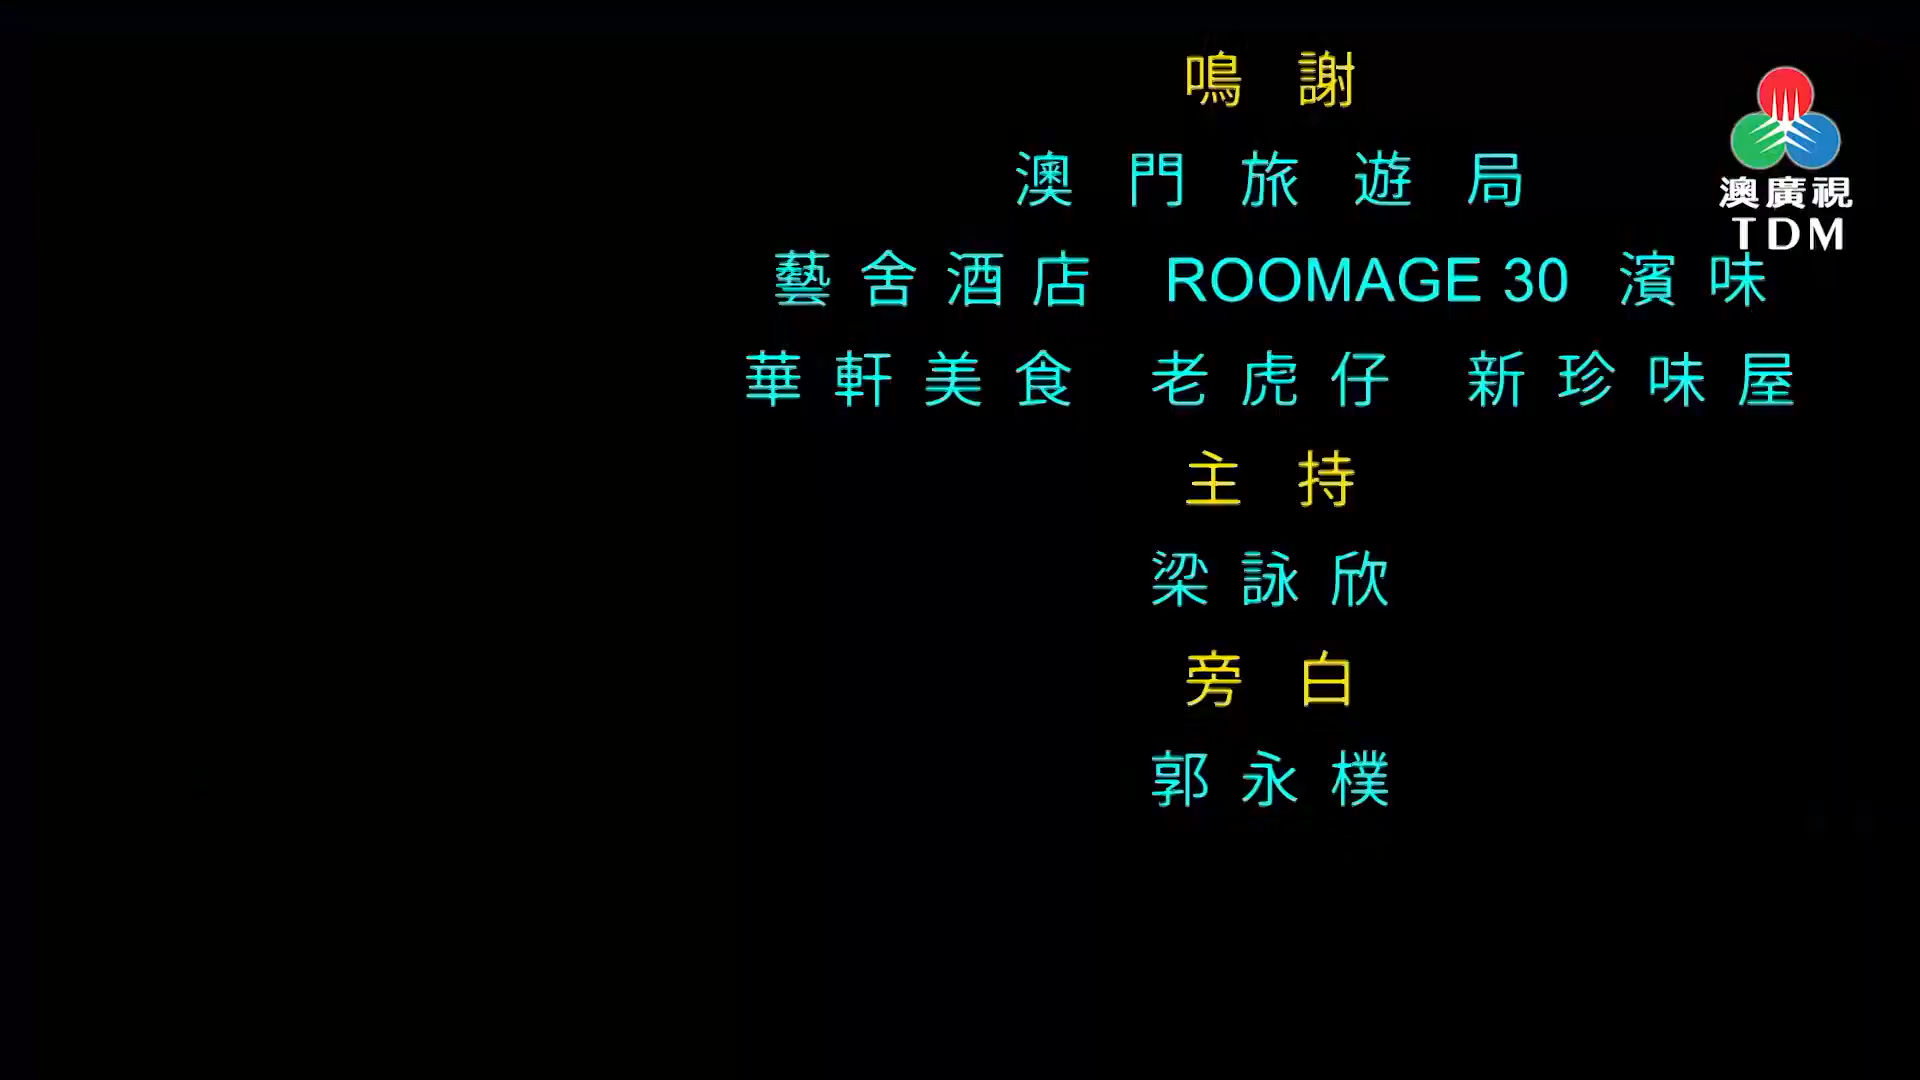 鳴謝
澳門旅遊局
藝舍酒店 ROOMAGE 30 濱味
華軒美食 老虎仔 新珍味屋
主持
梁詠欣
旁白
郭永樸
澳廣視
TDM